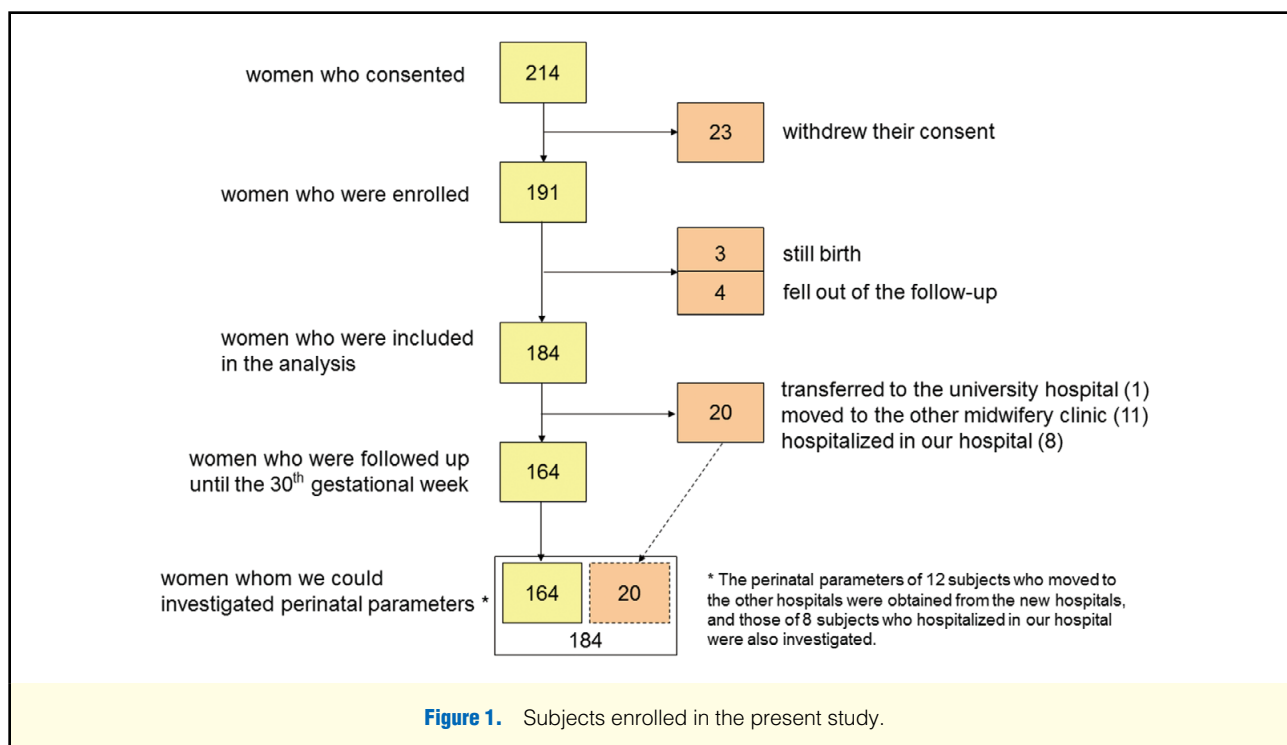 women who consented
214
23
withdrew their consent
women who were enrolled
191
3
still birth
4
fell out of the follow-up
women who were included
in the analysis
184
20
transferred to the university hospital (1)
moved to the other midwifery clinic (11)
hospitalized in our hospital (8)
women who were followed up
until the 30th gestational week
164
women whom we could
investigated perinatal parameters *
164
20
184
* The perinatal parameters of 12 subjects who moved to
the other hospitals were obtained from the new hospitals,
and those of 8 subjects who hospitalized in our hospital
were also investigated.
Figure 1. Subjects enrolled in the present study.